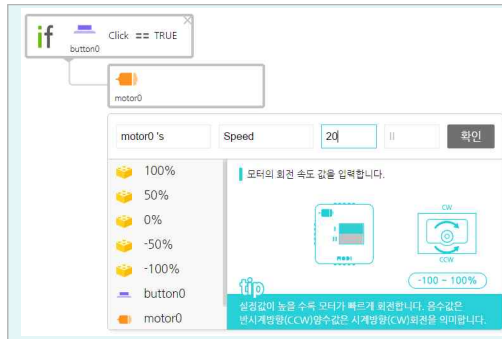 if
button0
Click == TRUE
motor0
motor0 's
Speed
20
II
확인
100%
50%
0%
-50%
-100%
button0
motor0
모터의 회전 속도 값을 입력합니다.
I
II
MODI
CW
CCW
-100 ~ 100%
tip
설정값이 높을 수록 모터가 빠르게 회전합니다. 음수값은
반시계방향(CCW)양수값은 시계방향(CW)회전을 의미합니다.